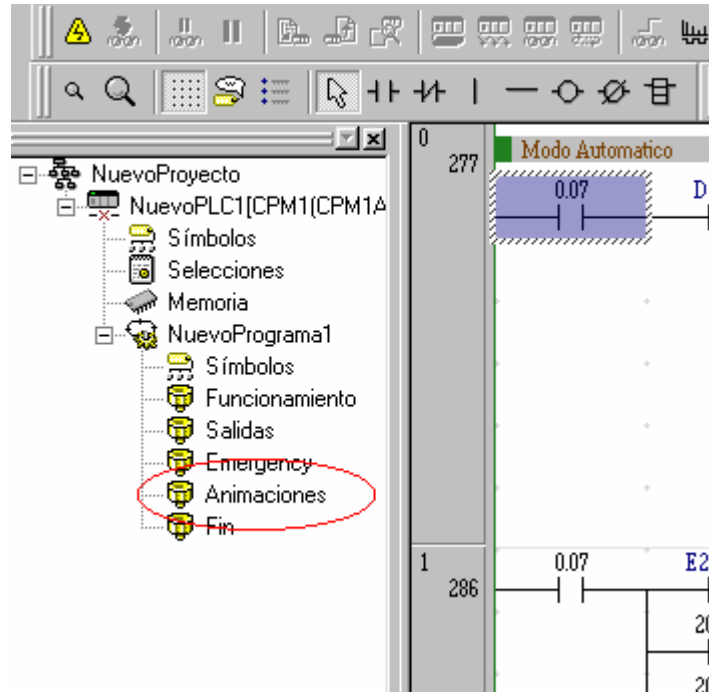 NuevoProyecto
NuevoPLC1[CPM1(CPM1A
Símbolos
Selecciones
Memoria
NuevoPrograma1
Símbolos
Funcionamiento
Salidas
Emergency
Animaciones
Fin
0
277
Modo Automatico
0.07 D
1
286
0.07 E2
20
20